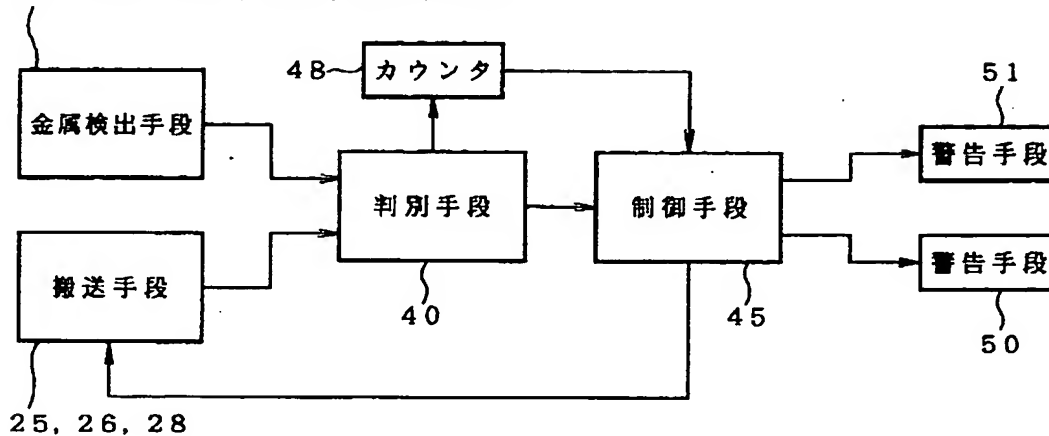 48
カウンタ
51
金属検出手段
警告手段
判別手段
制御手段
搬送手段
警告手段
40
45
50
25, 26, 28